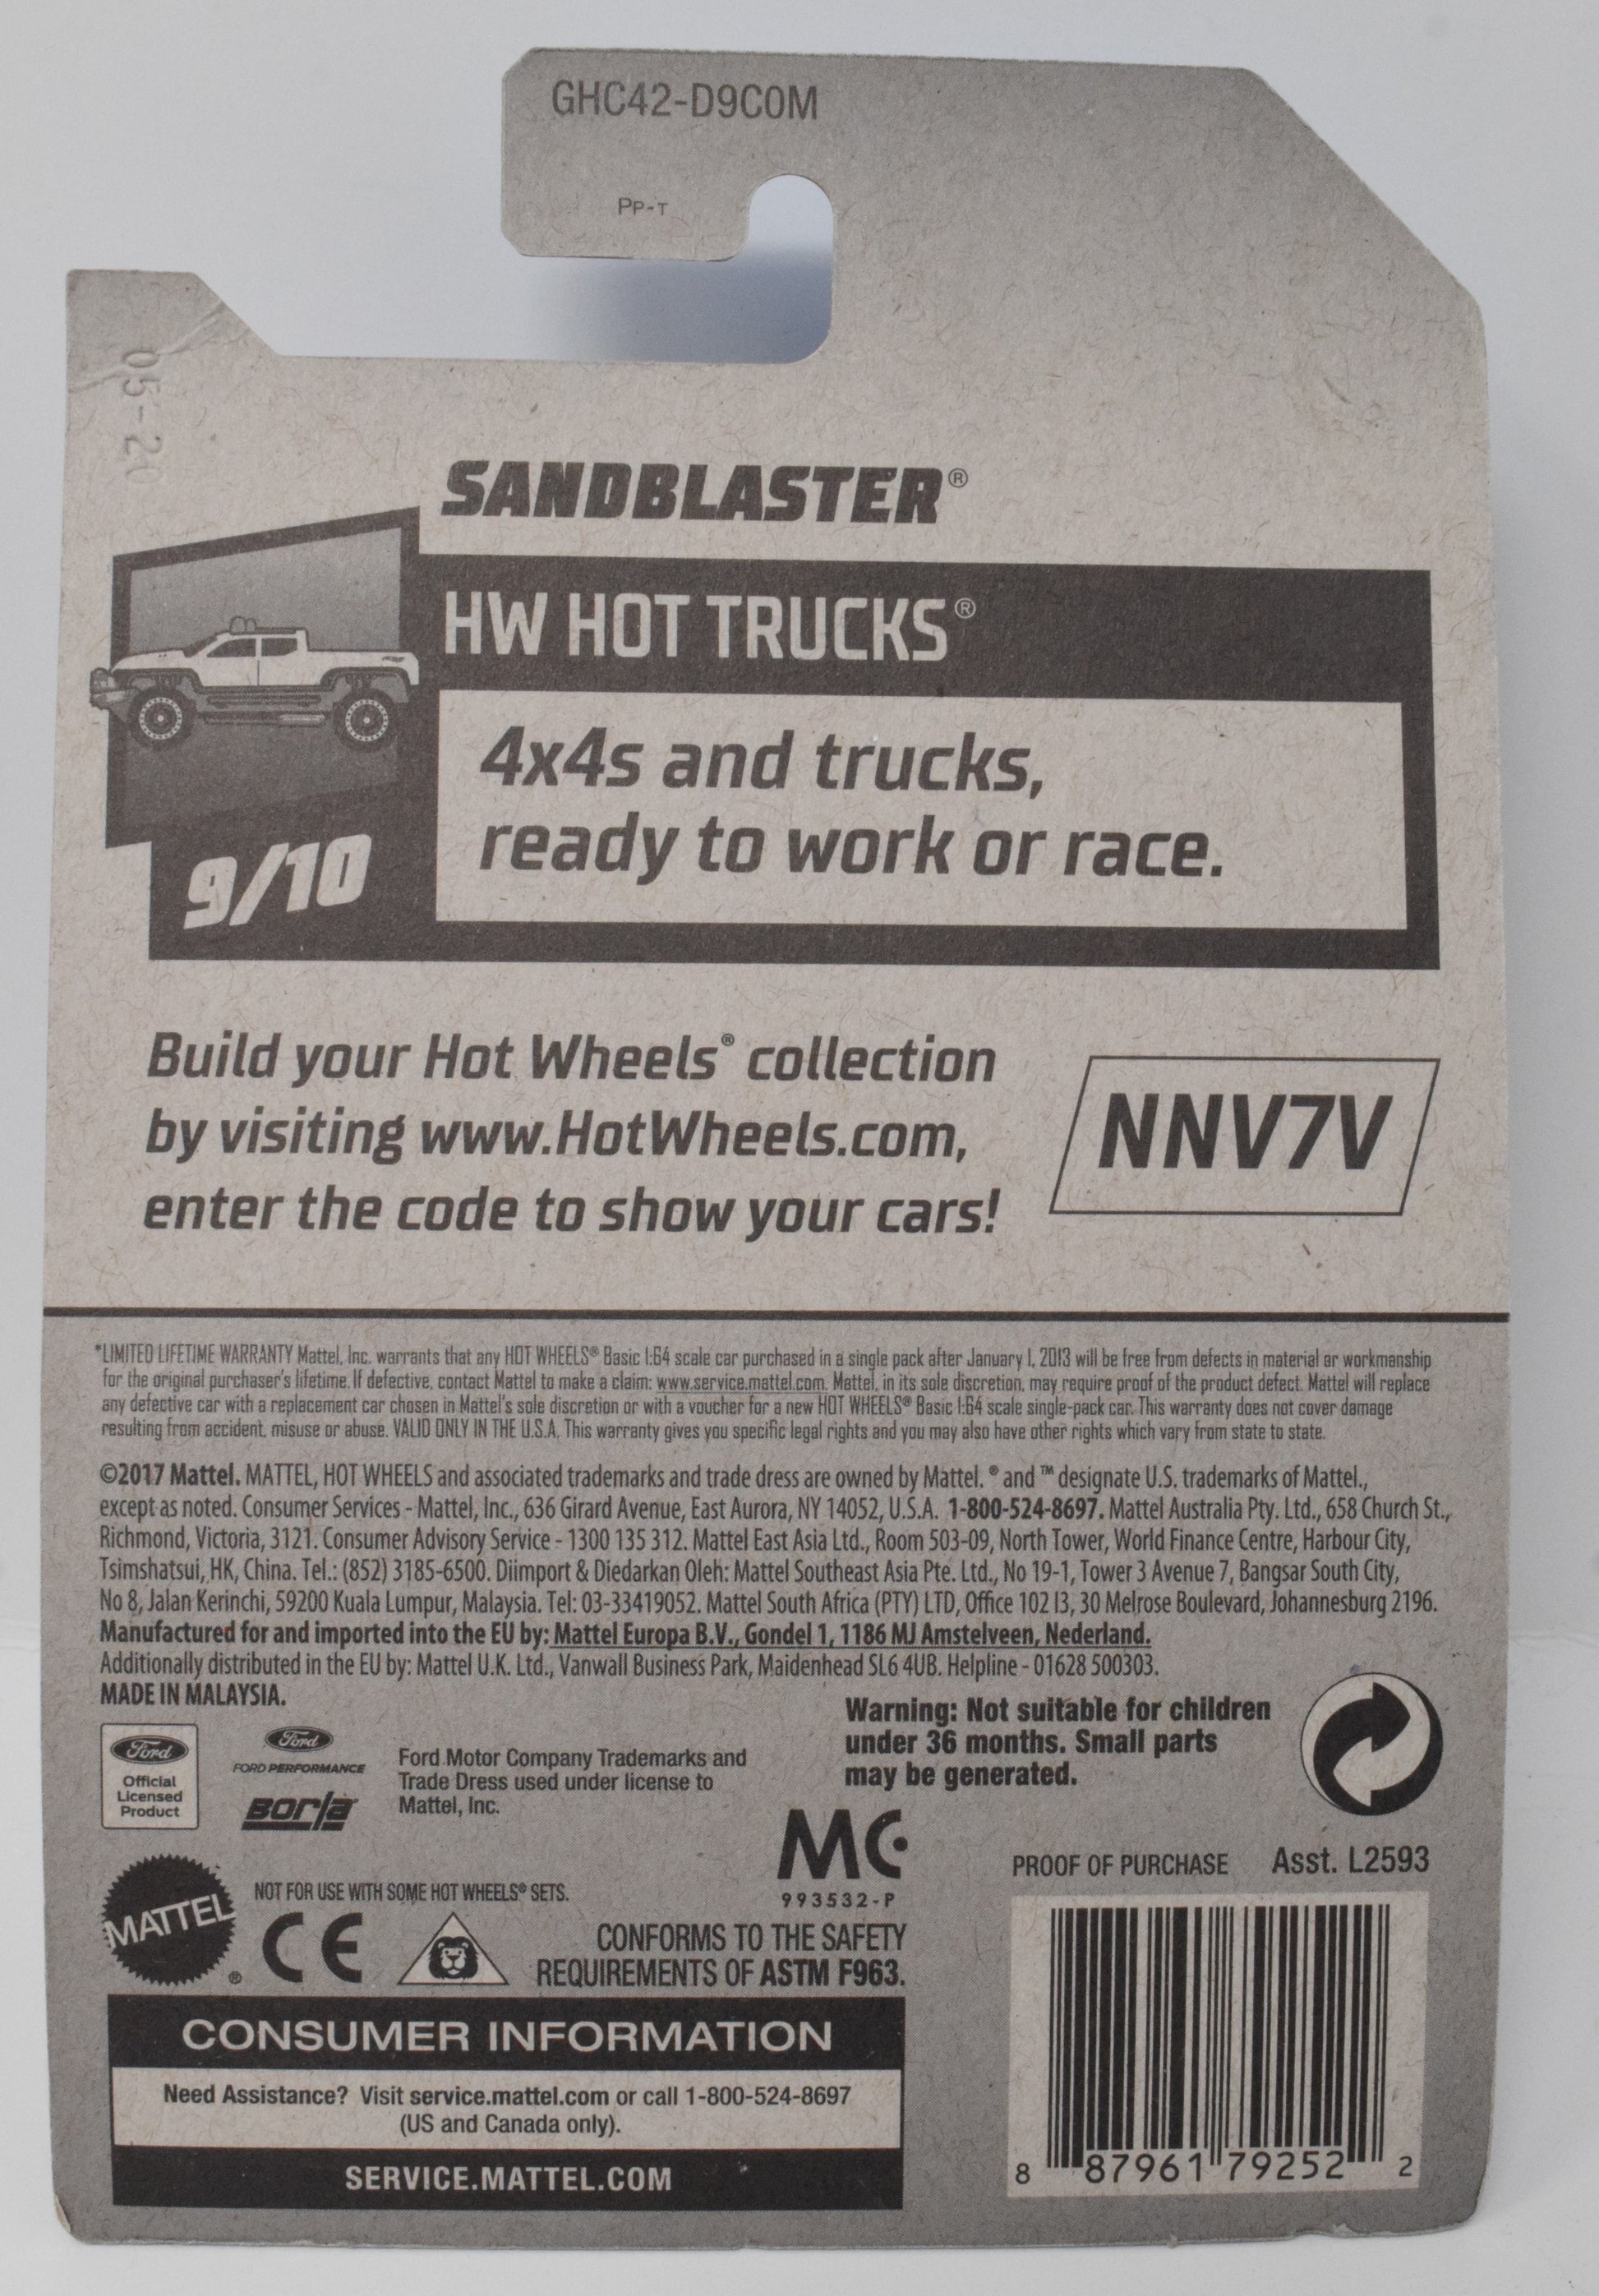 GHC42-D9C0M
PP-T
05-20
SANDBLASTER®
HW HOT TRUCKS®
4x4s and trucks,
ready to work or race.
9/10
Build your Hot Wheels® collection
by visiting www.HotWheels.com,
enter the code to show your cars!
NNV7V
*LIMITED LIFETIME WARRANTY Mattel, Inc. warrants that any HOT WHEELS® Basic 1:64 scale car purchased in a single pack after January 1, 2013 will be free from defects in material or workmanship
for the original purchaser's lifetime. If defective, contact Mattel to make a claim: www.service.mattel.com. Mattel, in its sole discretion, may require proof of the product defect. Mattel will replace
any defective car with a replacement car chosen in Mattel's sole discretion or with a voucher for a new HOT WHEELS® Basic 1:64 scale single-pack car. This warranty does not cover damage
resulting from accident, misuse or abuse. VALID ONLY IN THE U.S.A. This warranty gives you specific legal rights and you may also have other rights which vary from state to state.
©2017 Mattel. MATTEL, HOT WHEELS and associated trademarks and trade dress are owned by Mattel. ® and ™ designate U.S. trademarks of Mattel.,
except as noted. Consumer Services - Mattel, Inc., 636 Girard Avenue, East Aurora, NY 14052, U.S.A. 1-800-524-8697. Mattel Australia Pty. Ltd., 658 Church St.,
Richmond, Victoria, 3121. Consumer Advisory Service - 1300 135 312. Mattel East Asia Ltd., Room 503-09, North Tower, World Finance Centre, Harbour City,
Tsimshatsui, HK, China. Tel.: (852) 3185-6500. Diimport & Diedarkan Oleh: Mattel Southeast Asia Pte. Ltd., No 19-1, Tower 3 Avenue 7, Bangsar South City,
No 8, Jalan Kerinchi, 59200 Kuala Lumpur, Malaysia. Tel: 03-33419052. Mattel South Africa (PTY) LTD, Office 102 I3, 30 Melrose Boulevard, Johannesburg 2196.
Manufactured for and imported into the EU by: Mattel Europa B.V., Gondel 1, 1186 MJ Amstelveen, Nederland.
Additionally distributed in the EU by: Mattel U.K. Ltd., Vanwall Business Park, Maidenhead SL6 4UB. Helpline - 01628 500303.
MADE IN MALAYSIA.
Warning: Not suitable for children
under 36 months. Small parts
may be generated.
Ford
Official
Licensed
Product
Ford
FORD PERFORMANCE
Borla
Ford Motor Company Trademarks and
Trade Dress used under license to
Mattel, Inc.
MC
993532-P
PROOF OF PURCHASE Asst. L2593
MATTEL®
NOT FOR USE WITH SOME HOT WHEELS® SETS.
CE
CONFORMS TO THE SAFETY
REQUIREMENTS OF ASTM F963.
CONSUMER INFORMATION
Need Assistance? Visit service.mattel.com or call 1-800-524-8697
(US and Canada only).
SERVICE.MATTEL.COM
8 87961 79252 2